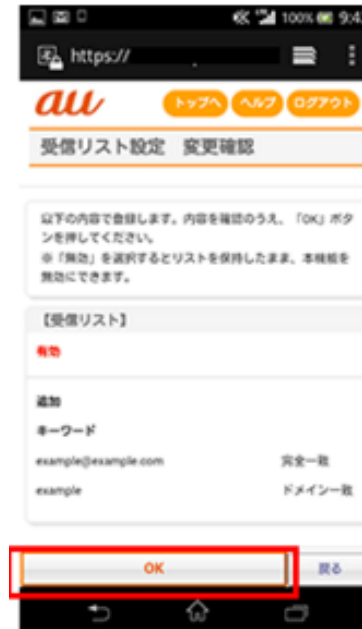 100% 9:4
https://
au
トップへ ヘルプ ログアウト
受信リスト設定 変更確認
以下の内容で登録します。内容を確認のうえ、「OK」ボタ
ンを押してください。
※「無効」を選択するとリストを保持したまま、本機能を
無効にできます。
【受信リスト】
有効
追加
キーワード
example@example.com 完全一致
example ドメイン一致
OK 戻る